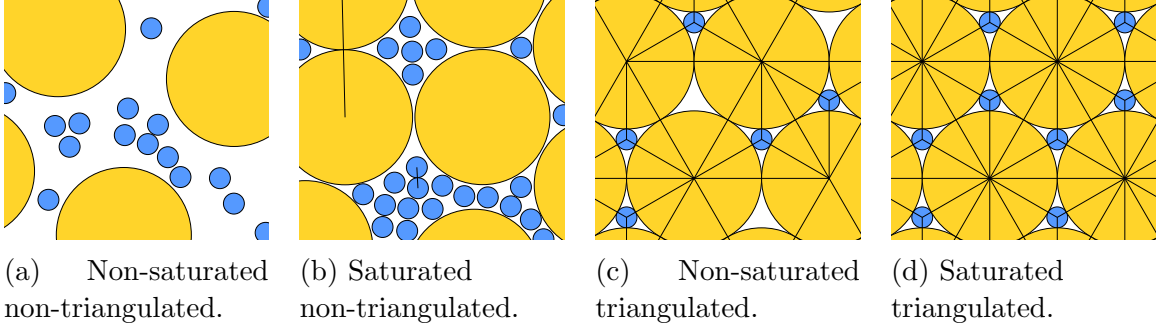 (a) Non-saturated
non-triangulated.
(b) Saturated
non-triangulated.
(c) Non-saturated
triangulated.
(d) Saturated
triangulated.